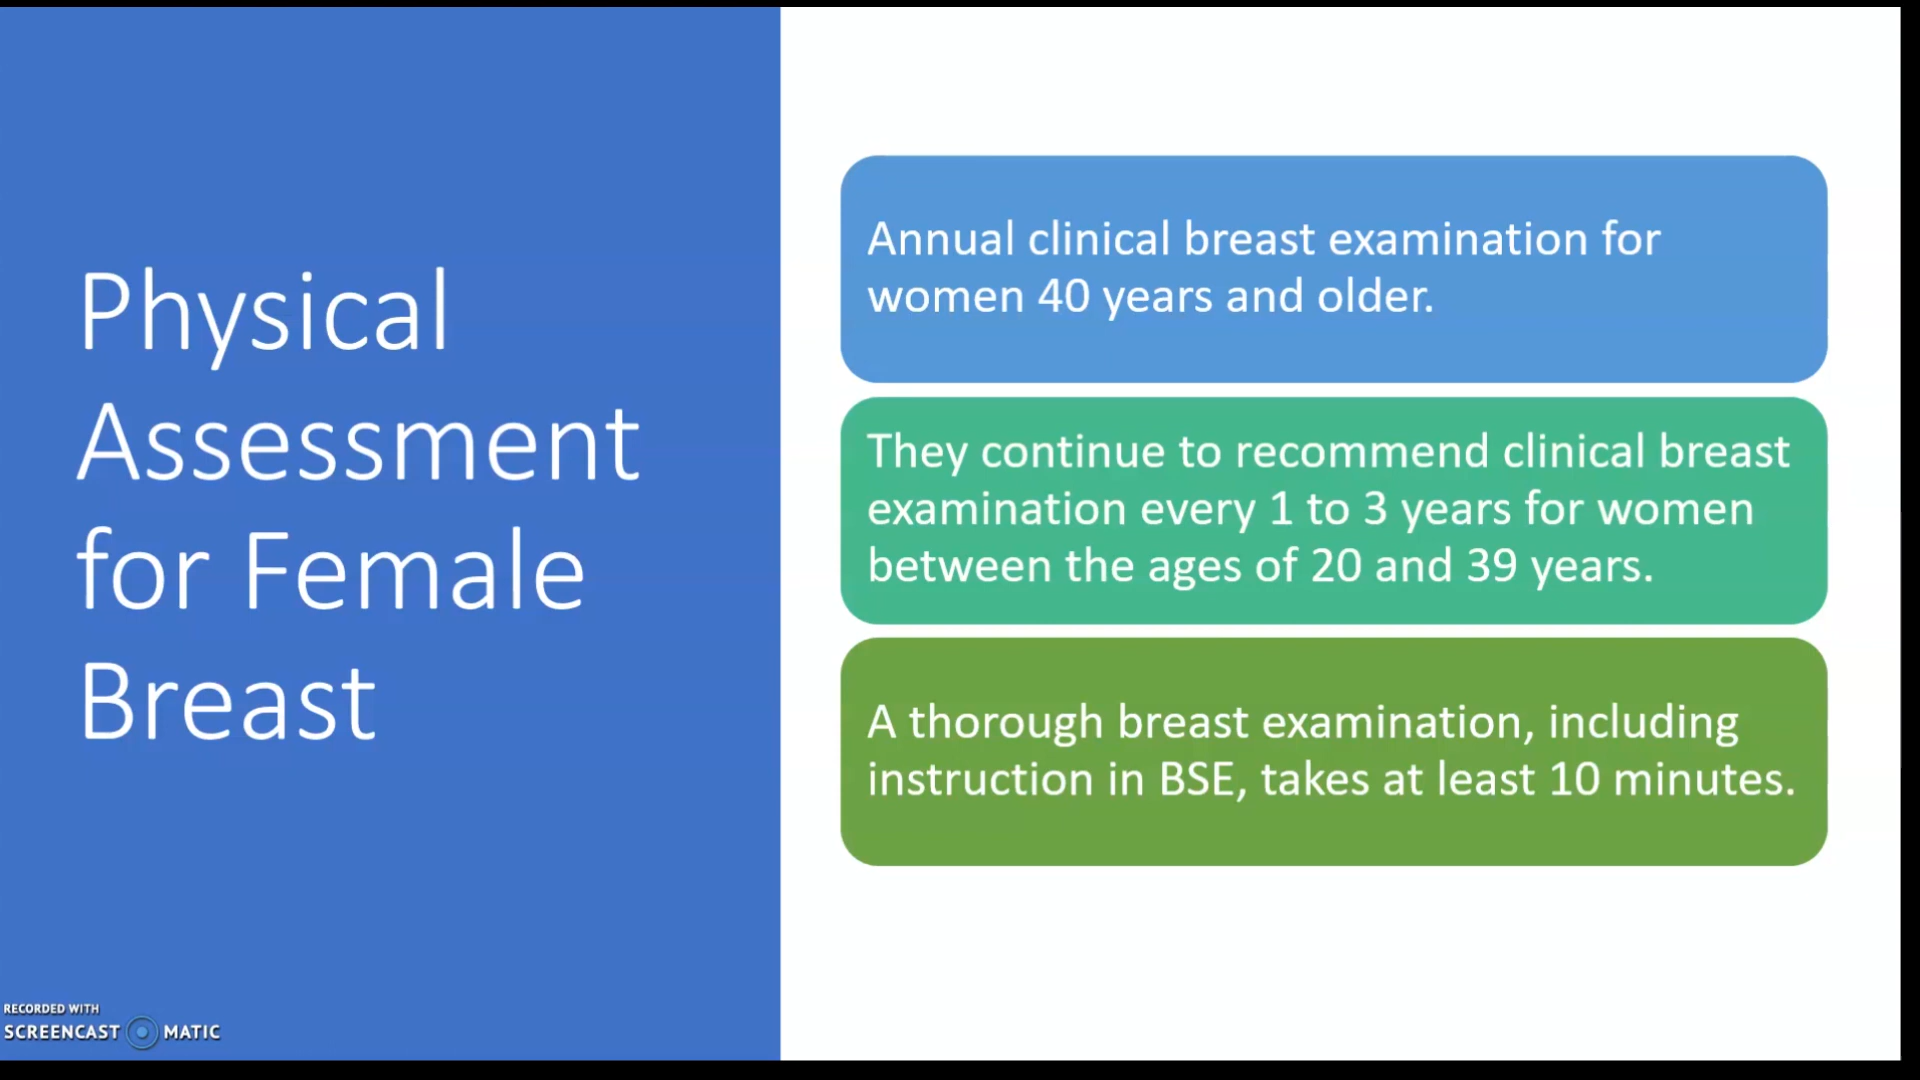 Physical
Assessment
for Female
Breast
Annual clinical breast examination for
women 40 years and older.
They continue to recommend clinical breast
examination every 1 to 3 years for women
between the ages of 20 and 39 years.
A thorough breast examination, including
instruction in BSE, takes at least 10 minutes.
RECORDED WITH
SCREENCAST MATIC